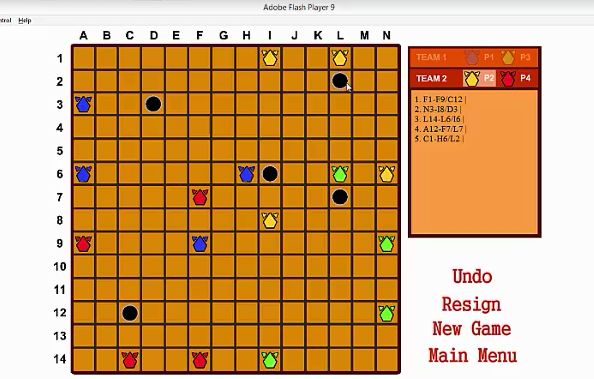 Adobe Flash Player 9
ntrol Help
A B C D E F G H I J K L M N
1
TEAM 1 P1 P3
2
TEAM 2 P2 P4
3
1. F1-F9/C12 |
2. N3-I8/D3 |
3. L14-L6/I6 |
4. A12-F7/L7 |
5. C1-H6/L2 |
4
5
6
7
8
9
10
11
12
13
14
Undo
Resign
New Game
Main Menu